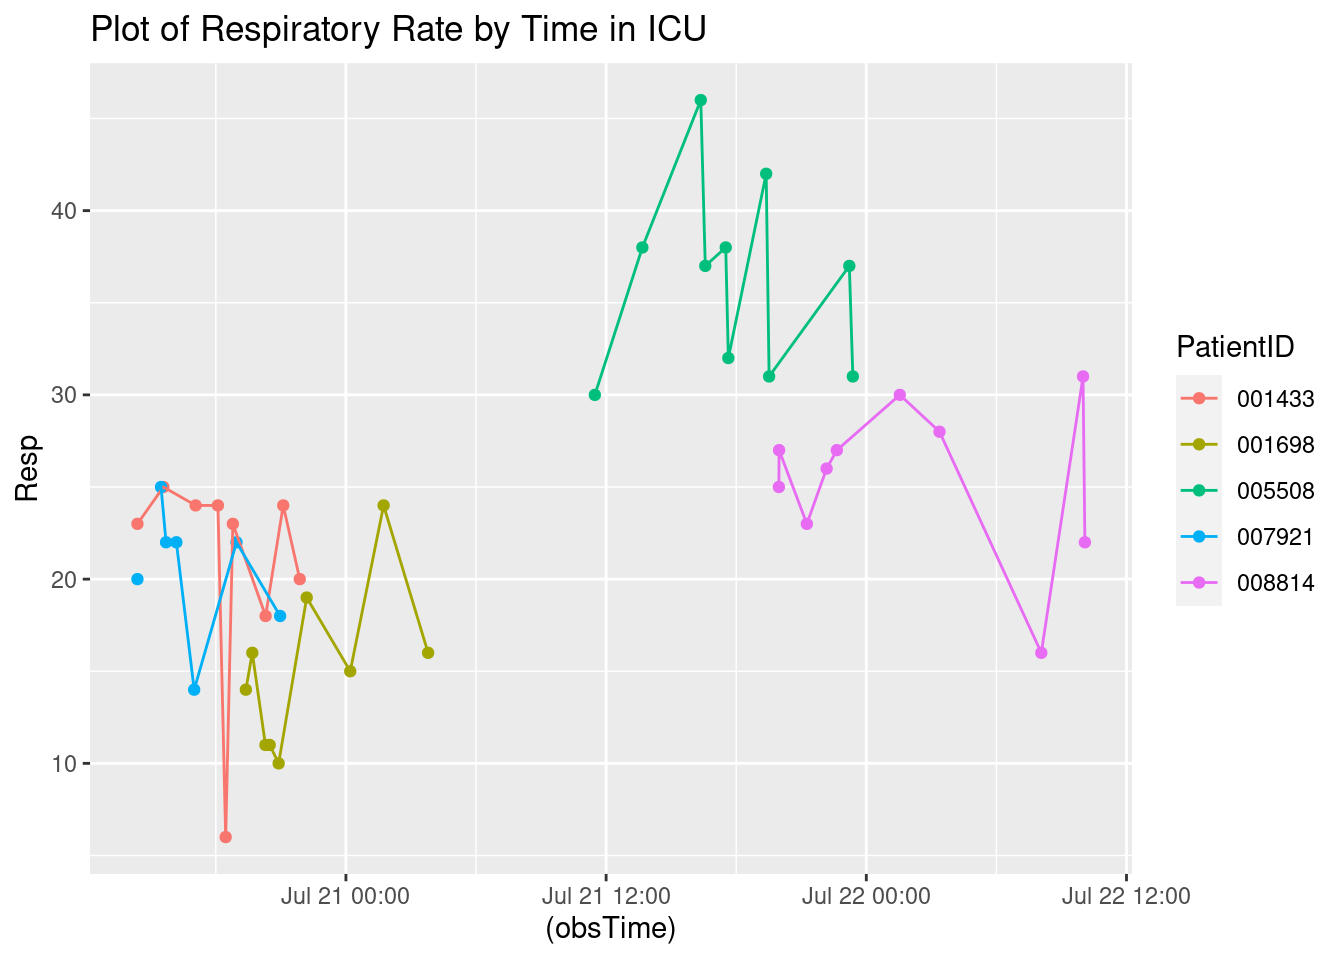 Plot of Respiratory Rate by Time in ICU
Resp
40
30
20
10
Jul 21 00:00
Jul 21 12:00
Jul 22 00:00
Jul 22 12:00
(obsTime)
PatientID
001433
001698
005508
007921
008814